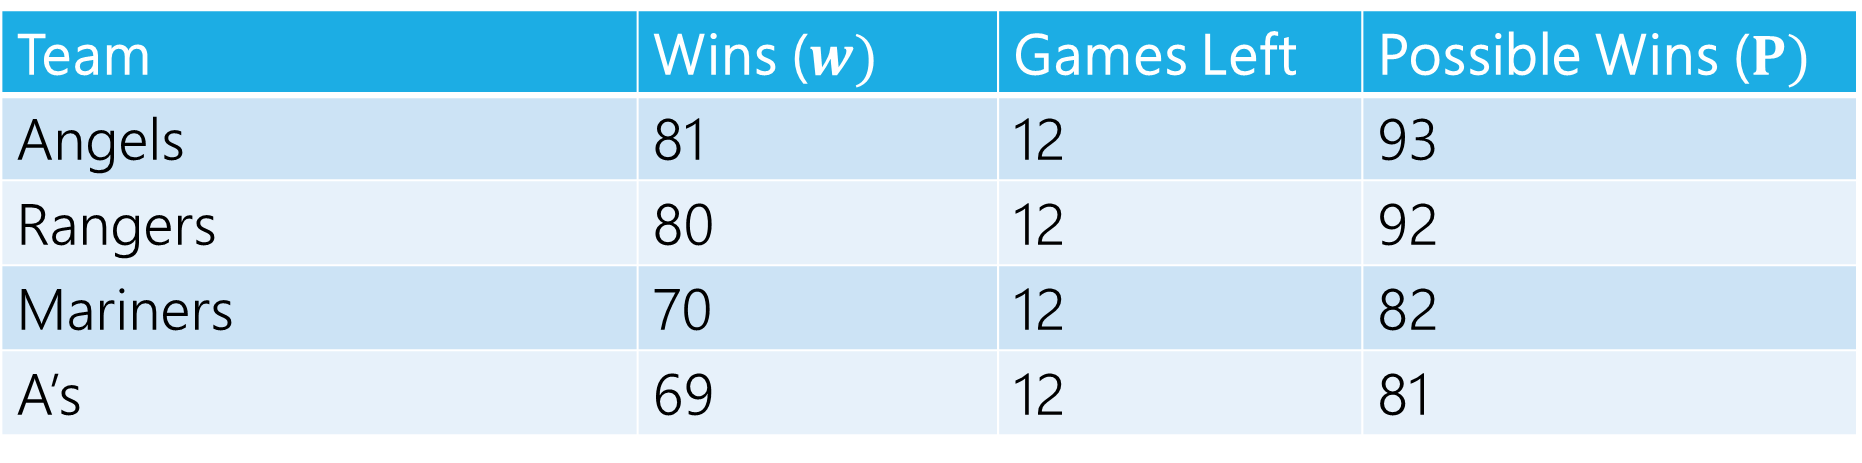 Team Wins (w) Games Left Possible Wins (P)
Angels 81 12 93
Rangers 80 12 92
Mariners 70 12 82
A’s 69 12 81